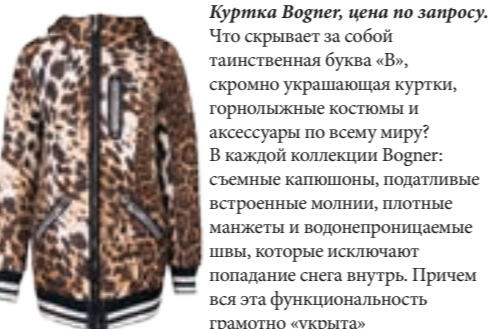 Куртка Bogner, цена по запросу.
Что скрывает за собой
таинственная буква «B»,
скромно украшающая куртки,
горнолыжные костюмы и
аксессуары по всему миру?
В каждой коллекции Bogner:
съемные капюшоны, податливые
встроенные молнии, плотные
манжеты и водонепроницаемые
швы, которые исключают
попадание снега внутрь. Причем
вся эта функциональность
грамотно «укрыта»